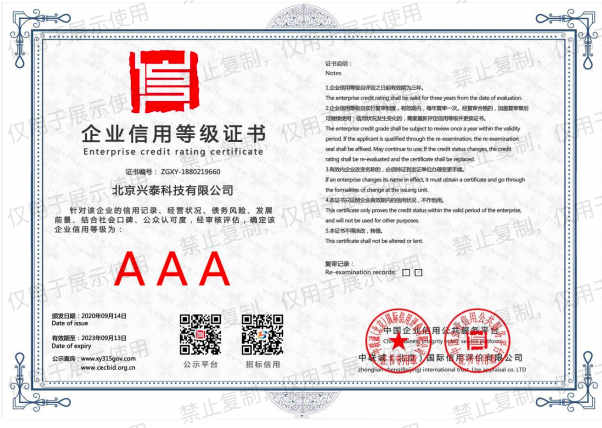 企业信用等级证书
Enterprise credit rating certificate
证书编号： ZGXY-1880219660
北京兴泰科技有限公司
针对该企业的信用记录、经营状况、债务风险、发展
前景，结合社会口碑、公众认可度，经审核评估，确定该
企业信用等级为：
AAA
颁发日期：2020年09月14日
Date of issue
有效期至：2023年09月13日
Date of expiry
公示查询：www.xy315gov.com
www.cecbid.org.cn
公示平台
招标信用
证书说明：
Notes
1.企业信用等级自评定之日起有效期为三年。
The enterprise credit rating shall be valid for three years from the date of evaluation.
2.企业信用等级自实行复审制度，有效期内，每年复审一次。经复审合格的，加盖复审章后
可继续使用；信用状况发生变化的，需要重新评定信用等级并更换证书。
The enterprise credit grade shall be subject to review once a year within the validity
period. If the applicant is qualified through the re-examination, the re-examination
seal shall be affixed. May continue to use; If the credit status changes, the credit
rating shall be re-evaluated and the certificate shall be replaced.
3.有效内企业改变名称的，必须持证到发证单位办理变更手续。
If an enterprise changes its name in effect, it must obtain a certificate and go through
the formalities of change at the issuing unit.
4.本证书只证明企业有效期内的信用状况，不作他用。
This certificate only proves the credit status within the valid period of the enterprise,
and will not be used for other purposes.
5.本证书不得涂改，转借。
This certificate shall not be altered or lent.
复审记录：
Re-examination records:
中国企业信用公共服务平台
中联诚（北京）国际信用评价有限公司
zhonglian sheng(Beijing) international trust. Use appraisal co. LTD
仅用于展示使用
禁止复制，